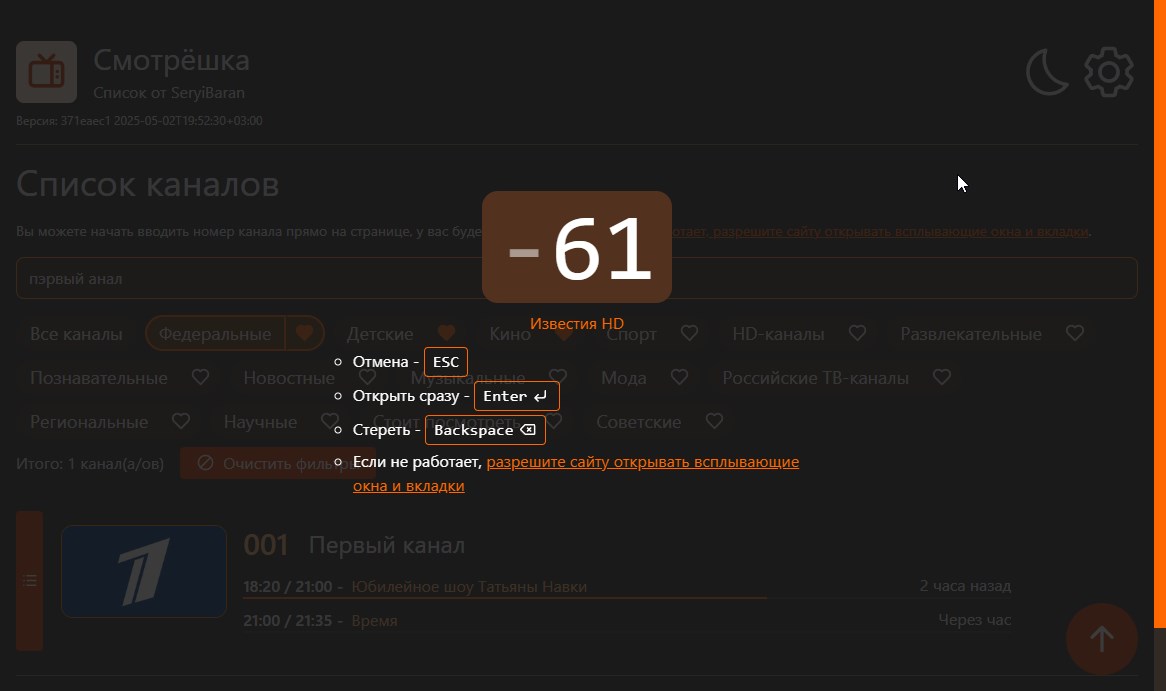 Смотрёшка
Список от SeryiBaran
Версия: 371eaec1 2025-05-02T19:52:30+03:00
Список каналов
Вы можете начать вводить номер канала прямо на странице, у вас буде
отает, разрешите сайту открывать всплывающие окна и вкладки.
-61
пэрвый анал
Известия HD
Все каналы
Федеральные
Детские
Кино
Спорт
HD-каналы
Развлекательные
Отмена - ESC
Познавательные
Новостные
Музыкальные
Мода
Российские ТВ-каналы
Открыть сразу - Enter
Региональные
Научные
Стоит посмотреть
Советские
Стереть - Backspace
Итого: 1 канал(а/ов)
Очистить фильтры
Если не работает, разрешите сайту открывать всплывающие
окна и вкладки
001 Первый канал
18:20 / 21:00 - Юбилейное шоу Татьяны Навки
2 часа назад
21:00 / 21:35 - Время
Через час